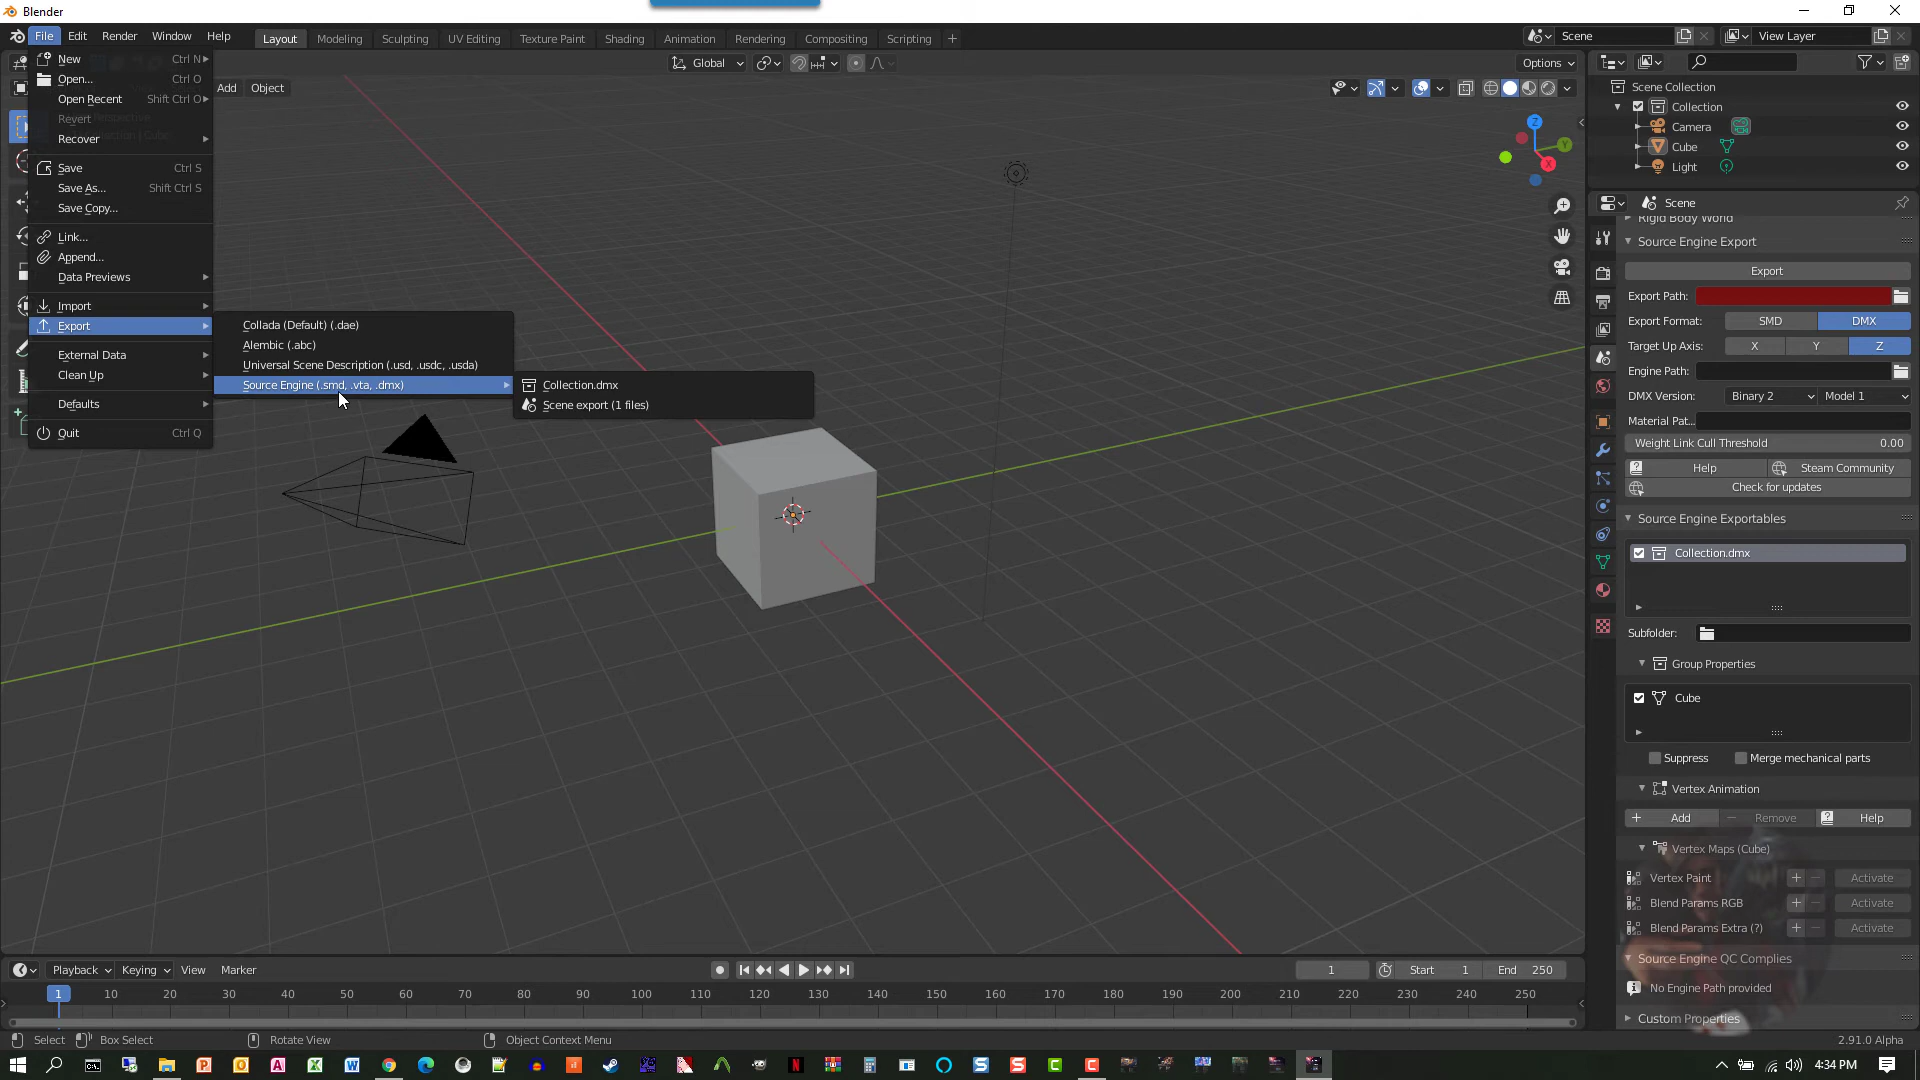 Blender
File Edit Render Window Help Layout Modeling Sculpting UV Editing Texture Paint Shading Animation Rendering Compositing Scripting + Scene View Layer
New Ctrl N
Open... Ctrl O
Open Recent Shift Ctrl O
Revert
Recover
Save Ctrl S
Save As... Shift Ctrl S
Save Copy...
Link...
Append...
Data Previews
Import
Export
External Data
Clean Up
Defaults
Quit Ctrl Q
Collada (Default) (.dae)
Alembic (.abc)
Universal Scene Description (.usd, .usdc, .usda)
Source Engine (.smd, .vta, .dmx)
Collection.dmx
Scene export (1 files)
Global
Options
Add Object
Z
Y
X
Scene Collection
Collection
Camera
Cube
Light
Scene
Rigid Body World
Source Engine Export
Export
Export Path:
Export Format: SMD DMX
Target Up Axis: X Y Z
Engine Path:
DMX Version: Binary 2 Model 1
Material Pat...
Weight Link Cull Threshold 0.00
Help Steam Community
Check for updates
Source Engine Exportables
Collection.dmx
Subfolder:
Group Properties
Cube
Suppress Merge mechanical parts
Vertex Animation
Add Remove Help
Vertex Maps (Cube)
Vertex Paint + − Activate
Blend Params RGB + − Activate
Blend Params Extra (?) + − Activate
Source Engine QC Complies
No Engine Path provided
Custom Properties
Playback Keying View Marker 1 Start 1 End 250
1 10 20 30 40 50 60 70 80 90 100 110 120 130 140 150 160 170 180 190 200 210 220 230 240 250
Select Box Select Rotate View Object Context Menu 2.91.0 Alpha
4:34 PM